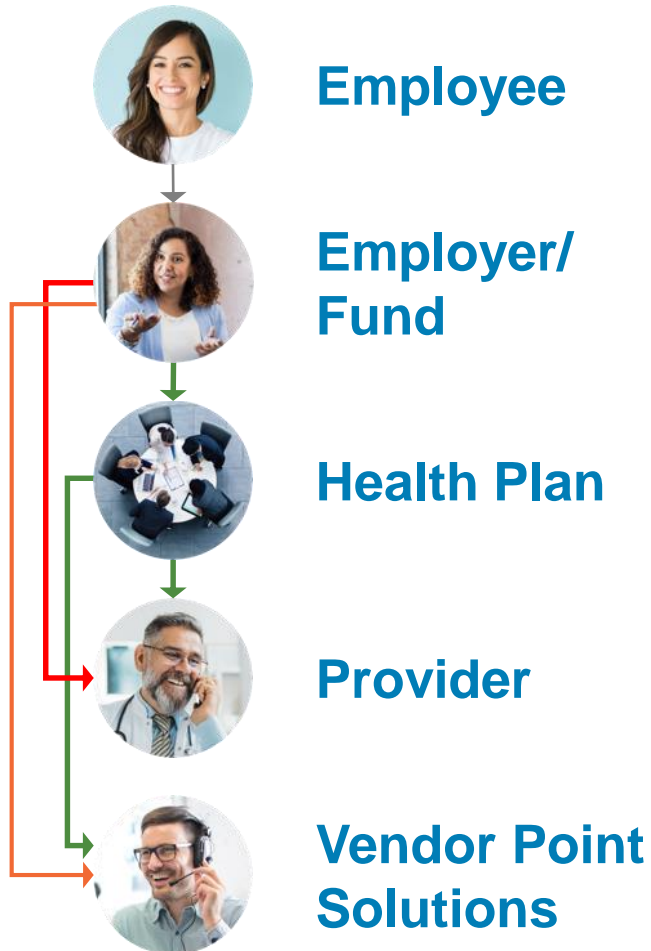 Employee
Employer/
Fund
Health Plan
Provider
Vendor Point
Solutions